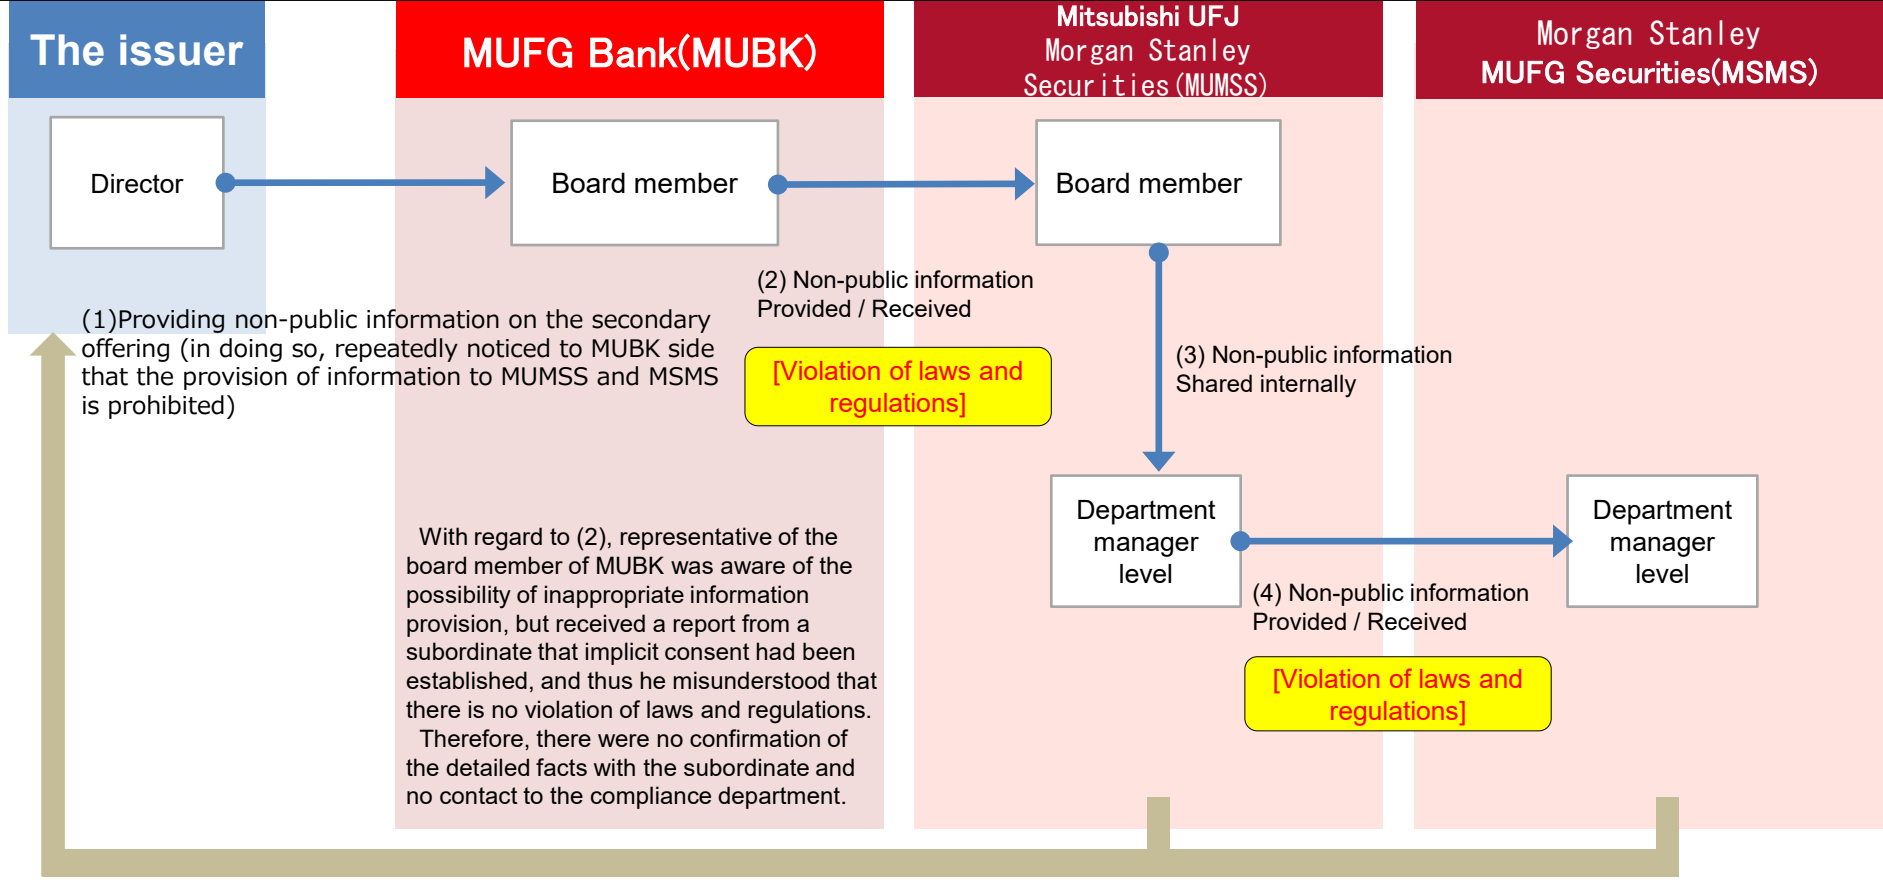 The issuer
MUFG Bank(MUBK)
Mitsubishi UFJ
Morgan Stanley
Securities(MUMSS)
Morgan Stanley
MUFG Securities(MSMS)
Director
Board member
Board member
(1)Providing non-public information on the secondary
offering (in doing so, repeatedly noticed to MUBK side
that the provision of information to MUMSS and MSMS
is prohibited)
(2) Non-public information
Provided / Received
[Violation of laws and
regulations]
(3) Non-public information
Shared internally
With regard to (2), representative of the
board member of MUBK was aware of the
possibility of inappropriate information
provision, but received a report from a
subordinate that implicit consent had been
established, and thus he misunderstood that
there is no violation of laws and regulations.
Therefore, there were no confirmation of
the detailed facts with the subordinate and
no contact to the compliance department.
Department
manager
level
(4) Non-public information
Provided / Received
[Violation of laws and
regulations]
Department
manager
level